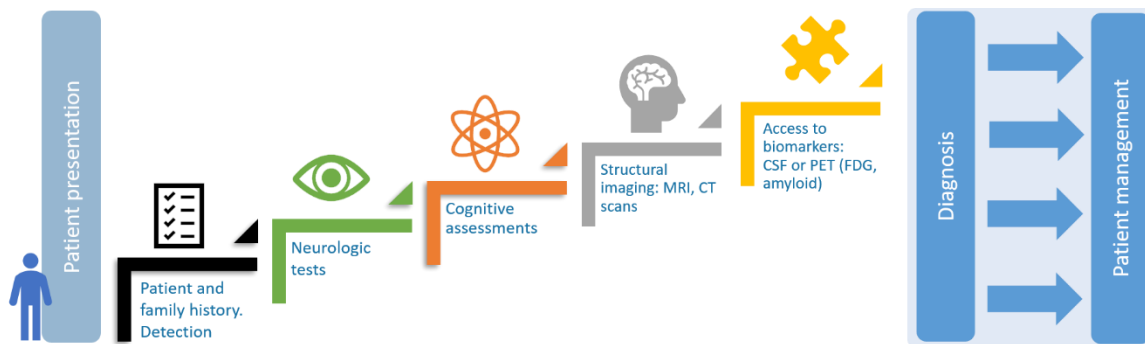 Patient presentation
Patient and
family history.
Detection
Neurologic
tests
Cognitive
assessments
Structural
imaging: MRI, CT
scans
Access to
biomarkers:
CSF or PET (FDG,
amyloid)
Diagnosis
Patient management